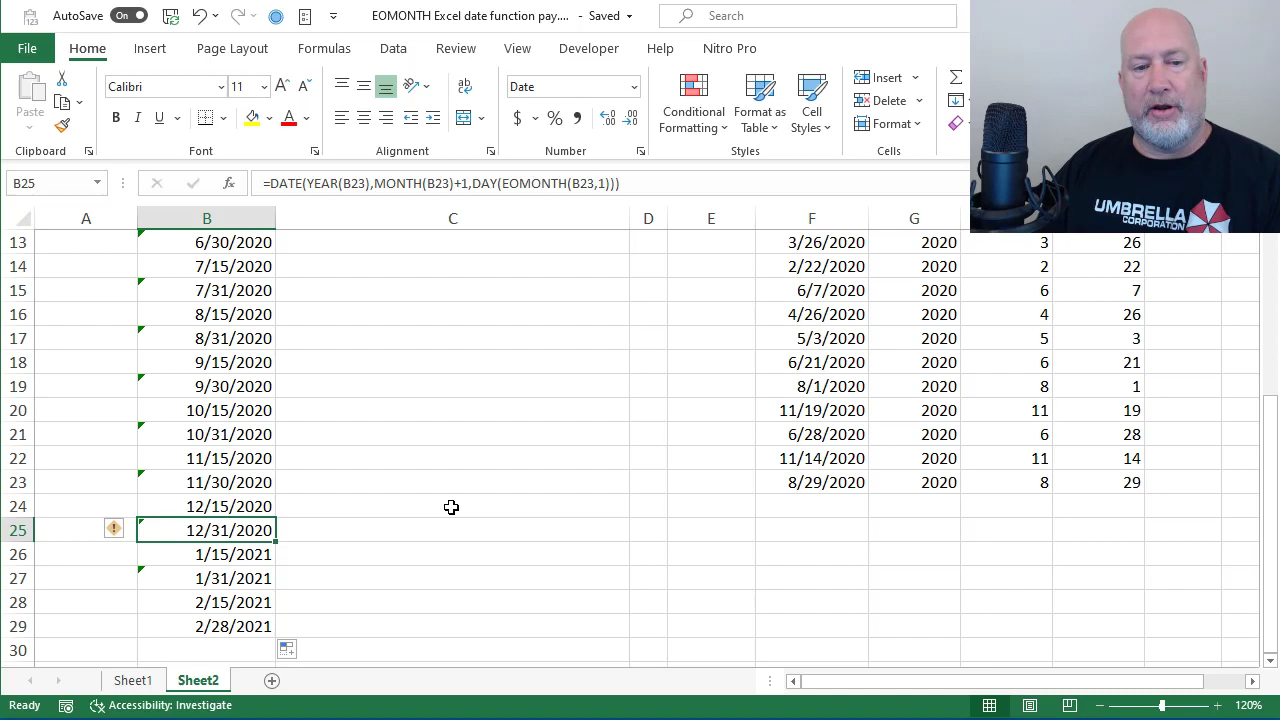 AutoSave On EOMONTH Excel date function pay.... - Saved Search
File Home Insert Page Layout Formulas Data Review View Developer Help Nitro Pro
Paste Calibri 11 ab Date Conditional Formatting Format as Table Cell Styles Insert Delete Format
B I U A $ % ,
Clipboard Font Alignment Number Styles Cells
B25 fx =DATE(YEAR(B23),MONTH(B23)+1,DAY(EOMONTH(B23,1)))
UMBRELLA CORPORATION
A B C D E F G
13 6/30/2020 3/26/2020 2020 3 26
14 7/15/2020 2/22/2020 2020 2 22
15 7/31/2020 6/7/2020 2020 6 7
16 8/15/2020 4/26/2020 2020 4 26
17 8/31/2020 5/3/2020 2020 5 3
18 9/15/2020 6/21/2020 2020 6 21
19 9/30/2020 8/1/2020 2020 8 1
20 10/15/2020 11/19/2020 2020 11 19
21 10/31/2020 6/28/2020 2020 6 28
22 11/15/2020 11/14/2020 2020 11 14
23 11/30/2020 8/29/2020 2020 8 29
24 12/15/2020
25 12/31/2020
26 1/15/2021
27 1/31/2021
28 2/15/2021
29 2/28/2021
30
Sheet1 Sheet2
Ready Accessibility: Investigate 120%